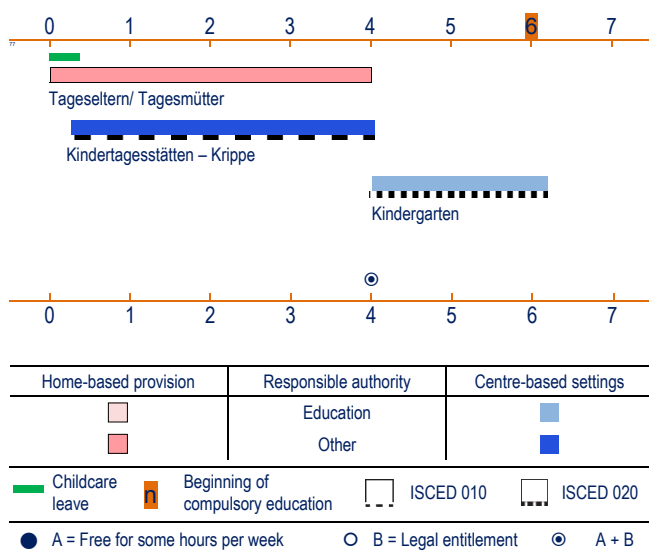 0 1 2 3 4 5 6 7
77
Tageseltern/ Tagesmütter
Kindertagesstätten – Krippe
Kindergarten
0 1 2 3 4 5 6 7
Home-based provision Responsible authority Centre-based settings
Education
Other
Childcare leave
n Beginning of compulsory education
ISCED 010
ISCED 020
A = Free for some hours per week B = Legal entitlement A + B